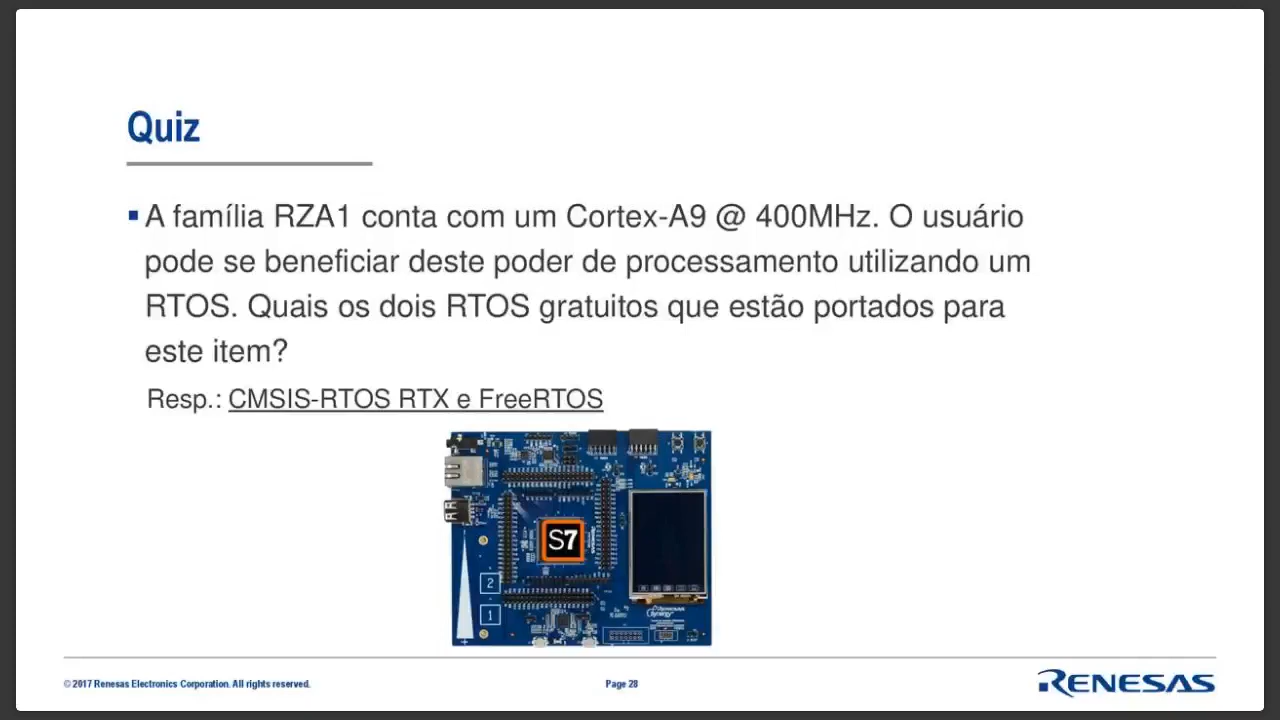 Quiz
A família RZA1 conta com um Cortex-A9 @ 400MHz. O usuário
pode se beneficiar deste poder de processamento utilizando um
RTOS. Quais os dois RTOS gratuitos que estão portados para
este item?
Resp.: CMSIS-RTOS RTX e FreeRTOS
S7
2
1
RENESAS
Synergy
© 2017 Renesas Electronics Corporation. All rights reserved.
Page 28
RENESAS